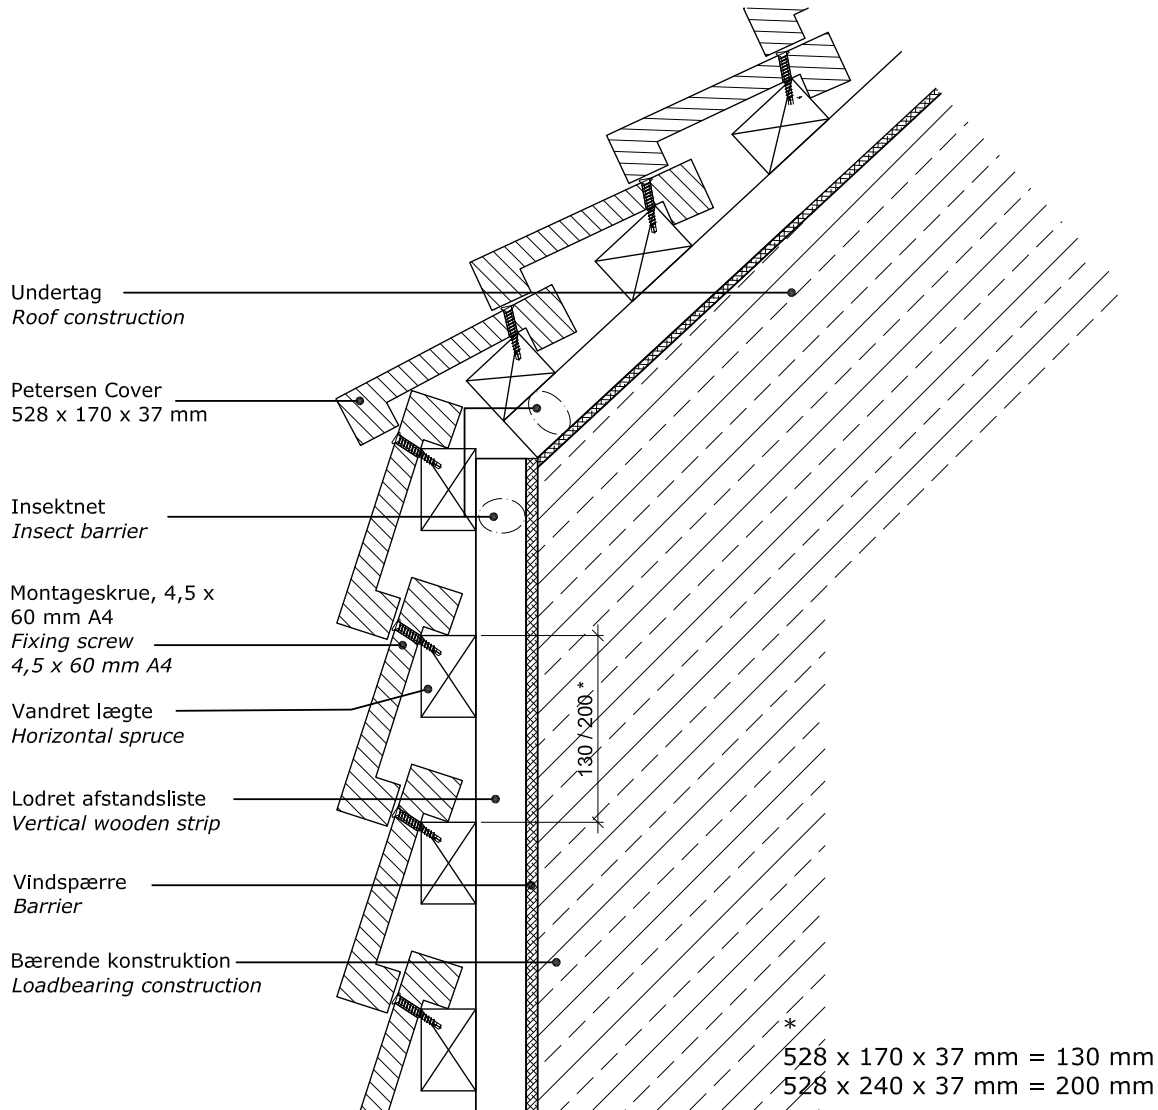 Undertag
Roof construction
Petersen Cover
528 x 170 x 37 mm
Insektnet
Insect barrier
Montageskrue, 4,5 x
60 mm A4
Fixing screw
4,5 x 60 mm A4
Vandret lægte
Horizontal spruce
Lodret afstandsliste
Vertical wooden strip
Vindspærre
Barrier
Bærende konstruktion
Loadbearing construction
130 / 200 *
*
528 x 170 x 37 mm = 130 mm
528 x 240 x 37 mm = 200 mm